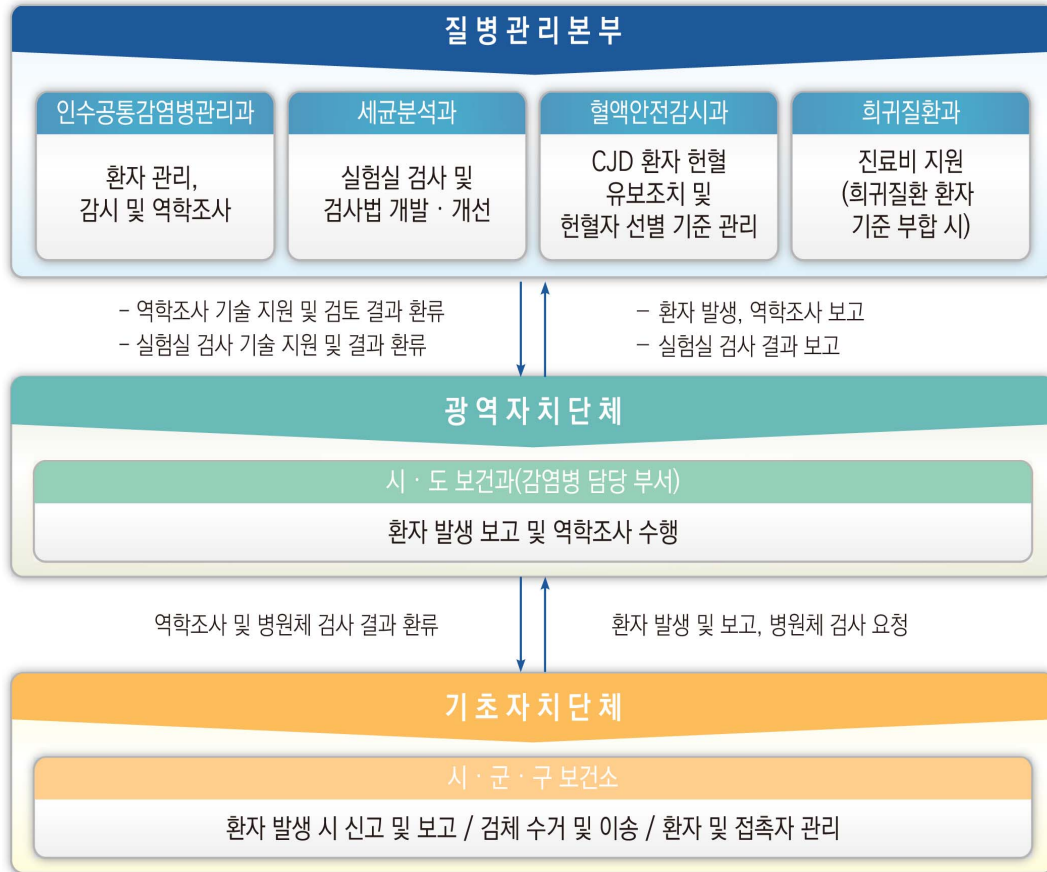 질병관리본부
인수공통감염병관리과
환자 관리,
감시 및 역학조사
세균분석과
실험실 검사 및
검사법 개발 · 개선
혈액안전감시과
CJD 환자 헌혈
유보조치 및
헌혈자 선별 기준 관리
희귀질환과
진료비 지원
(희귀질환 환자
기준 부합 시)
– 역학조사 기술 지원 및 검토 결과 환류
– 실험실 검사 기술 지원 및 결과 환류
– 환자 발생, 역학조사 보고
– 실험실 검사 결과 보고
광역자치단체
시 · 도 보건과(감염병 담당 부서)
환자 발생 보고 및 역학조사 수행
역학조사 및 병원체 검사 결과 환류
환자 발생 및 보고, 병원체 검사 요청
기초자치단체
시 · 군 · 구 보건소
환자 발생 시 신고 및 보고 / 검체 수거 및 이송 / 환자 및 접촉자 관리